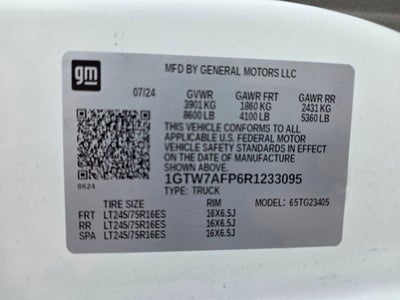 gm
MFD BY GENERAL MOTORS LLC
07/24 GVWR GAWR FRT GAWR RR
3901 KG 1860 KG 2431 KG
8600 LB 4100 LB 5360 LB
THIS VEHICLE CONFORMS TO ALL
APPLICABLE U.S. FEDERAL MOTOR
VEHICLE SAFETY STANDARDS IN
EFFECT ON THE DATE OF
MANUFACTURE SHOWN ABOVE.
1GTW7AFP6R1233095
8624 TYPE: TRUCK
MODEL: 65TG23405
TIRE SIZE RIM
FRT LT245/75R16ES 16X6.5J
RR LT245/75R16ES 16X6.5J
SPA LT245/75R16ES 16X6.5J